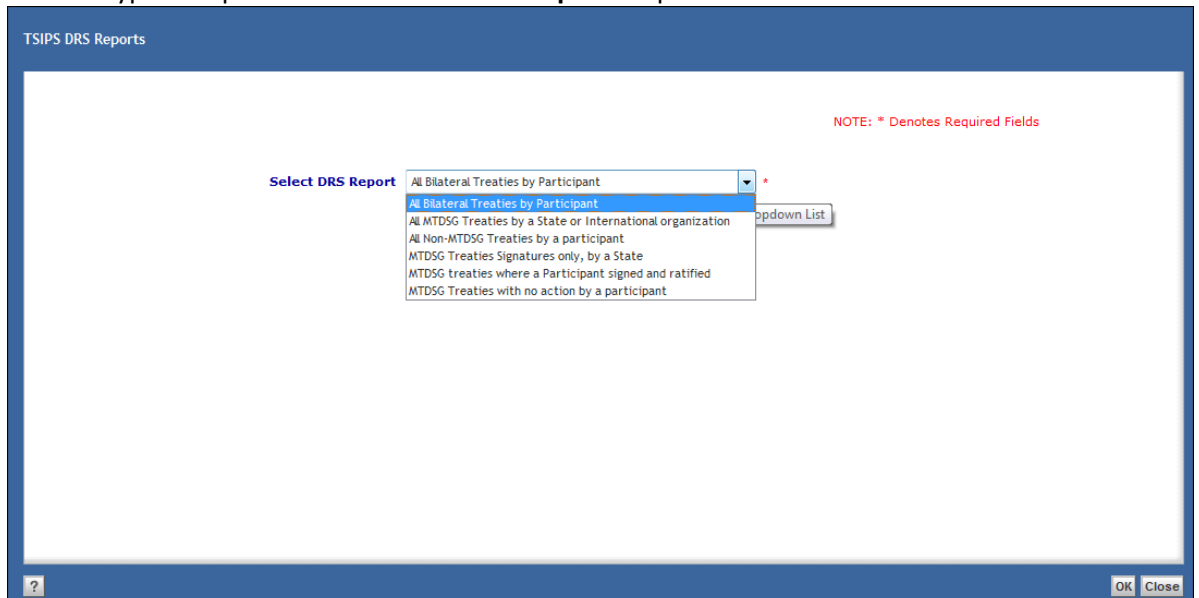 TSIPS DRS Reports
NOTE: * Denotes Required Fields
Select DRS Report All Bilateral Treaties by Participant *
All Bilateral Treaties by Participant
All MTDSG Treaties by a State or International organization
opdown List
All Non-MTDSG Treaties by a participant
MTDSG Treaties Signatures only, by a State
MTDSG treaties where a Participant signed and ratified
MTDSG Treaties with no action by a participant
? OK Close